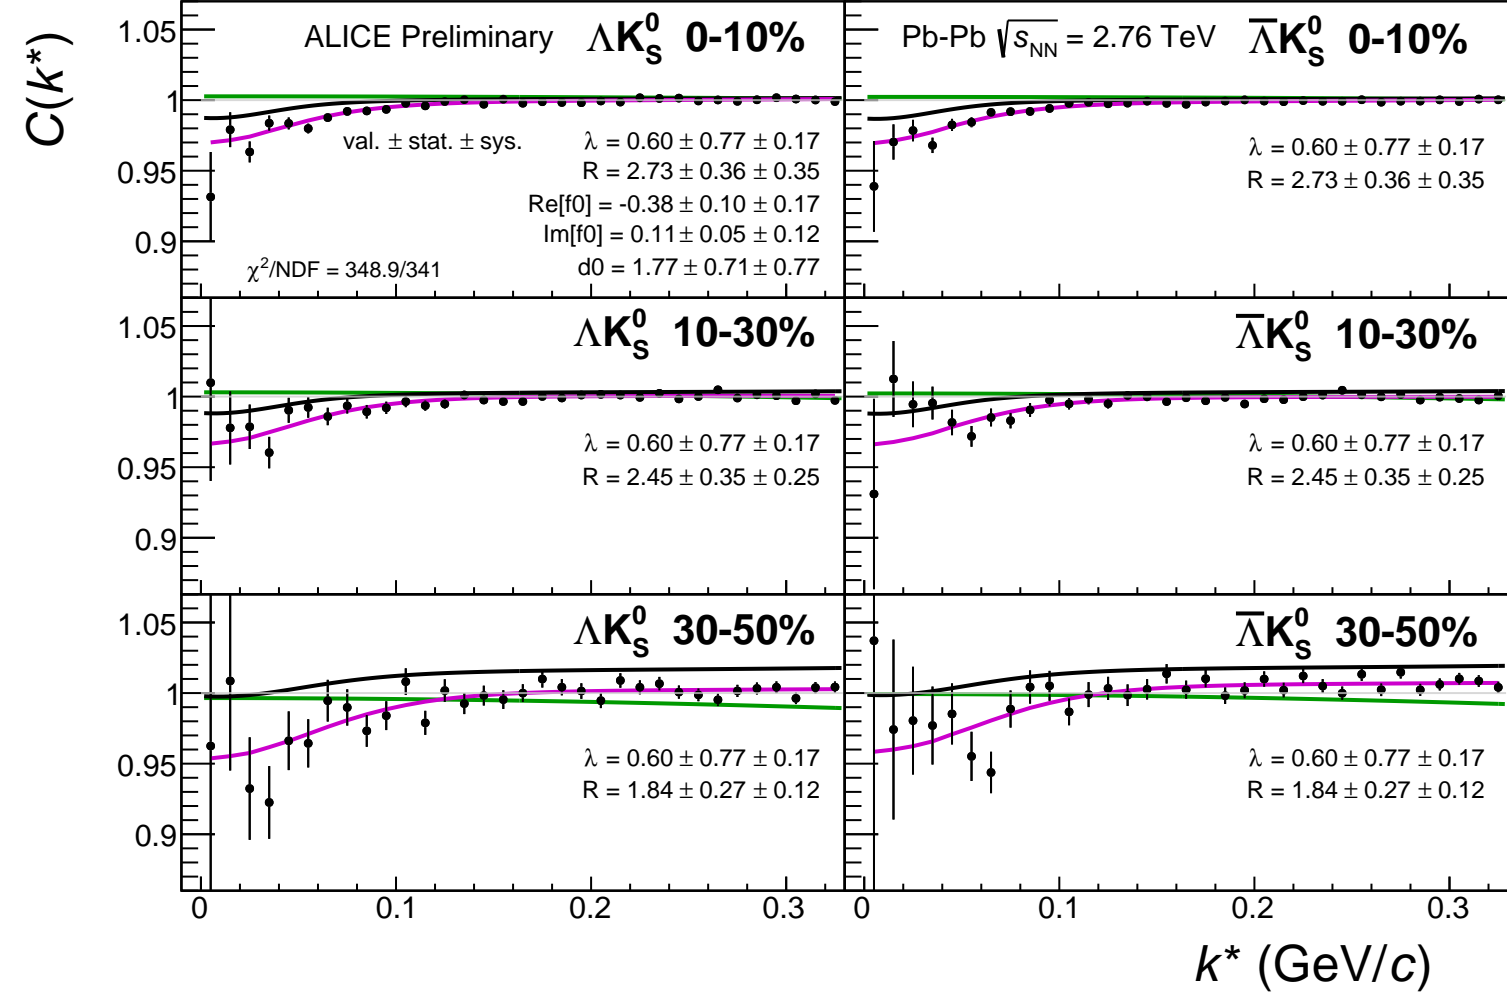 C(k*)
ALICE Preliminary ΛK⁰_S 0-10%
val. ± stat. ± sys.
λ = 0.60 ± 0.77 ± 0.17
R = 2.73 ± 0.36 ± 0.35
Re[f0] = -0.38 ± 0.10 ± 0.17
Im[f0] = 0.11 ± 0.05 ± 0.12
d0 = 1.77 ± 0.71 ± 0.77
χ²/NDF = 348.9/341
1.05
1
0.95
0.9
Pb-Pb √s_NN = 2.76 TeV Λ̅K⁰_S 0-10%
λ = 0.60 ± 0.77 ± 0.17
R = 2.73 ± 0.36 ± 0.35
ΛK⁰_S 10-30%
λ = 0.60 ± 0.77 ± 0.17
R = 2.45 ± 0.35 ± 0.25
1.05
1
0.95
0.9
Λ̅K⁰_S 10-30%
λ = 0.60 ± 0.77 ± 0.17
R = 2.45 ± 0.35 ± 0.25
ΛK⁰_S 30-50%
λ = 0.60 ± 0.77 ± 0.17
R = 1.84 ± 0.27 ± 0.12
1.05
1
0.95
0.9
Λ̅K⁰_S 30-50%
λ = 0.60 ± 0.77 ± 0.17
R = 1.84 ± 0.27 ± 0.12
0 0.1 0.2 0.3 0 0.1 0.2 0.3
k* (GeV/c)